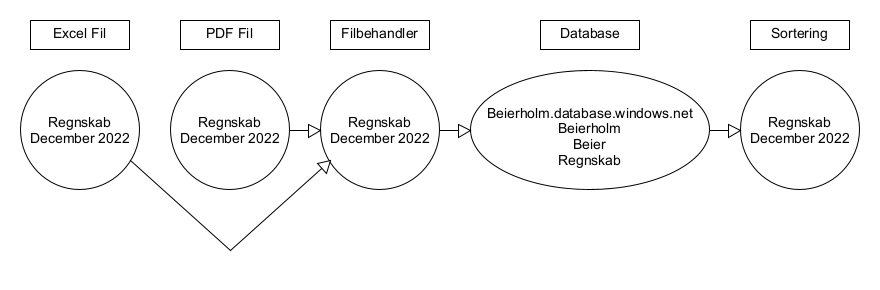 Excel Fil
PDF Fil
Filbehandler
Database
Sortering
Regnskab
December 2022
Regnskab
December 2022
Regnskab
December 2022
Beierholm.database.windows.net
Beierholm
Beier
Regnskab
Regnskab
December 2022